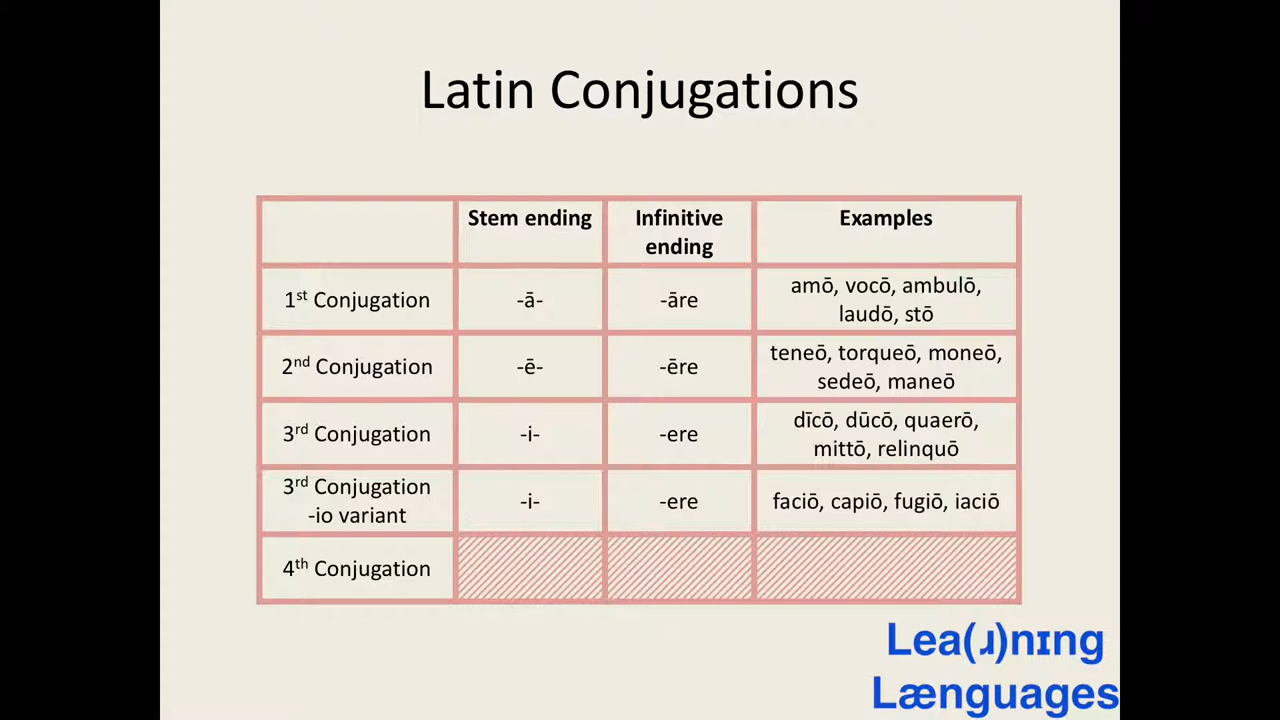 Latin Conjugations
Stem ending
Infinitive
ending
Examples
1st Conjugation
-ā-
-āre
amō, vocō, ambulō,
laudō, stō
2nd Conjugation
-ē-
-ēre
teneō, torqueō, moneō,
sedeō, maneō
3rd Conjugation
-i-
-ere
dīcō, dūcō, quaerō,
mittō, relinquō
3rd Conjugation
-io variant
-i-
-ere
faciō, capiō, fugiō, iaciō
4th Conjugation
Lea(ɹ)nɪng
Længuages